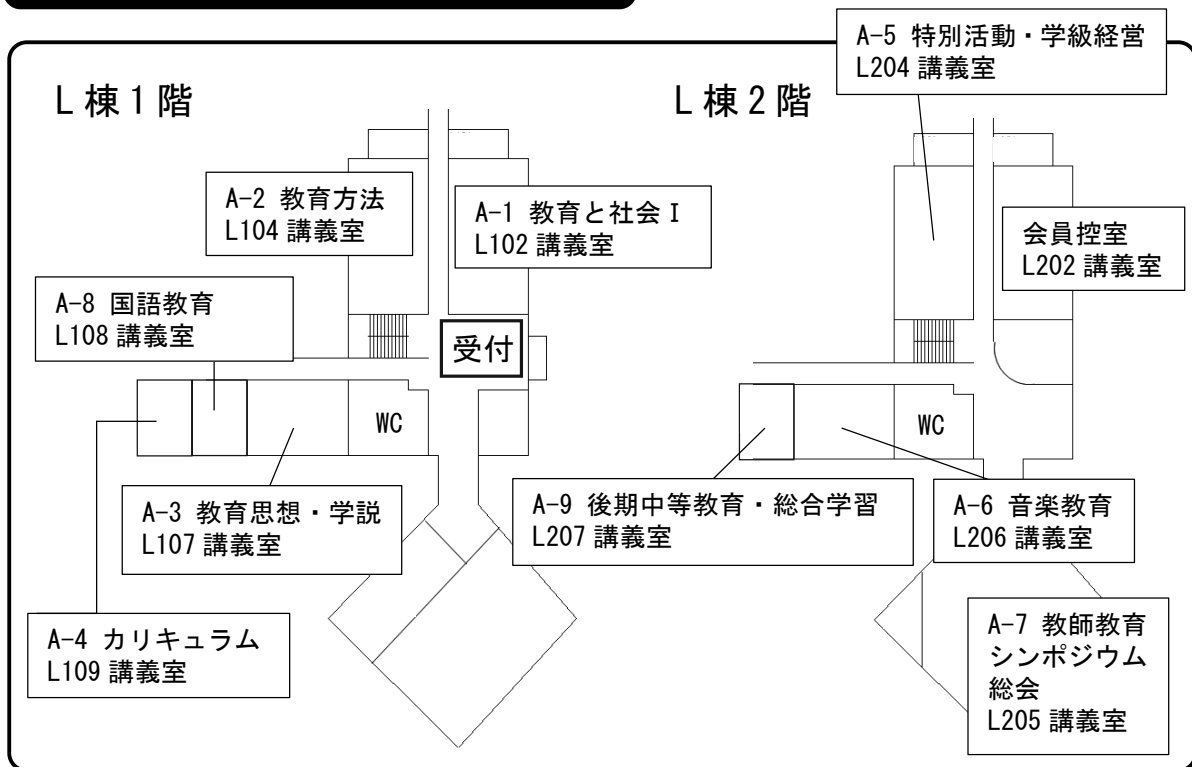 L棟1階
A-2 教育方法
L104 講義室
A-1 教育と社会Ⅰ
L102 講義室
A-8 国語教育
L108 講義室
受付
WC
A-3 教育思想・学説
L107 講義室
A-4 カリキュラム
L109 講義室
L棟2階
A-5 特別活動・学級経営
L204 講義室
会員控室
L202 講義室
WC
A-9 後期中等教育・総合学習
L207 講義室
A-6 音楽教育
L206 講義室
A-7 教師教育
シンポジウム
総会
L205 講義室